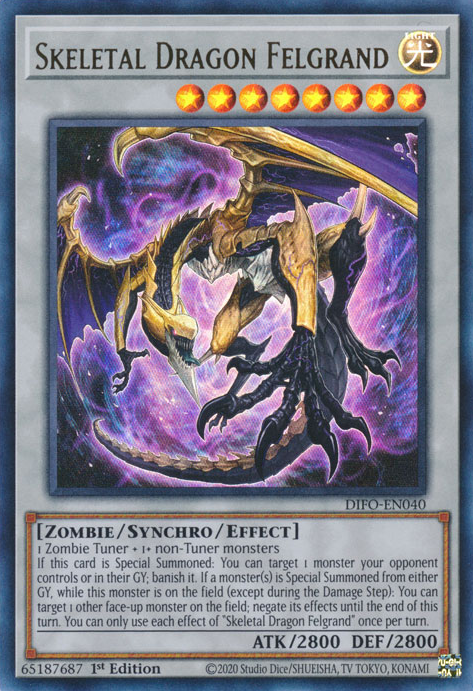 SKELETAL DRAGON FELGRAND
LIGHT
光
DIFO-EN040
[ZOMBIE/SYNCHRO/EFFECT]
1 Zombie Tuner + 1+ non-Tuner monsters
If this card is Special Summoned: You can target 1 monster your opponent
controls or in their GY; banish it. If a monster(s) is Special Summoned from either
GY, while this monster is on the field (except during the Damage Step): You can
target 1 other face-up monster on the field; negate its effects until the end of this
turn. You can only use each effect of "Skeletal Dragon Felgrand" once per turn.
ATK/2800 DEF/2800
65187687 1st Edition ©2020 Studio Dice/SHUEISHA, TV TOKYO, KONAMI